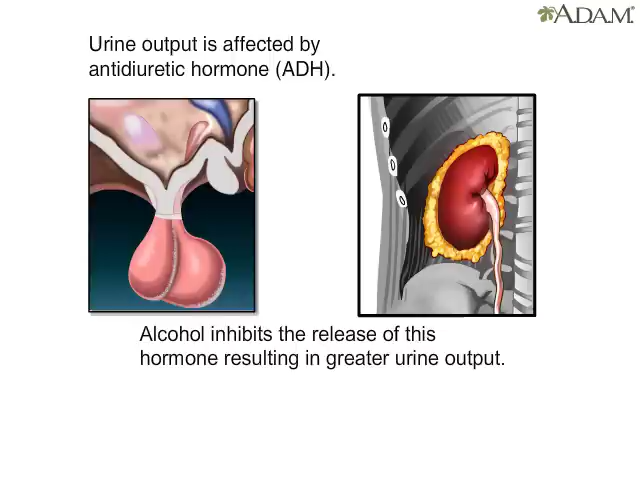 ADAM.
Urine output is affected by
antidiuretic hormone (ADH).
Alcohol inhibits the release of this
hormone resulting in greater urine output.